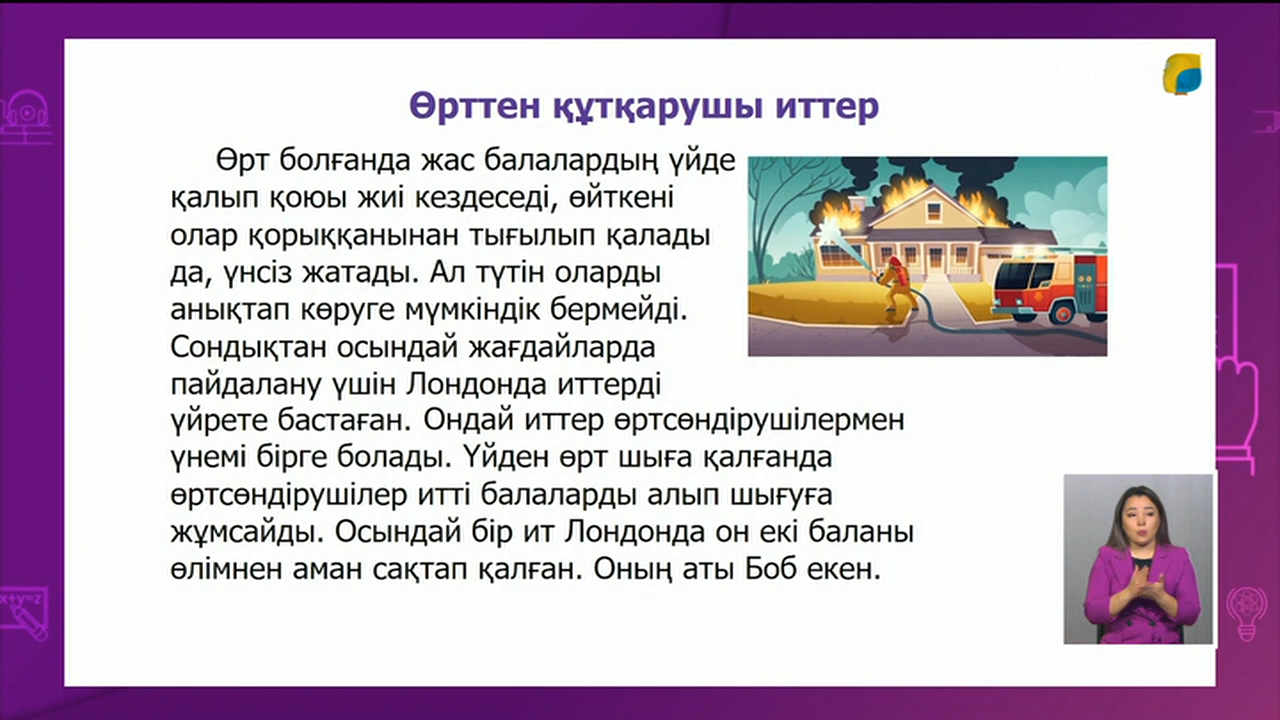 Өрттен құтқарушы иттер
Өрт болғанда жас балалардың үйде
қалып қоюы жиі кездеседі, өйткені
олар қорыққанынан тығылып қалады
да, үнсіз жатады. Ал түтін оларды
анықтап көруге мүмкіндік бермейді.
Сондықтан осындай жағдайларда
пайдалану үшін Лондонда иттерді
үйрете бастаған. Ондай иттер өртсөндірушілермен
үнемі бірге болады. Үйден өрт шыға қалғанда
өртсөндірушілер итті балаларды алып шығуға
жұмсайды. Осындай бір ит Лондонда он екі баланы
өлімнен аман сақтап қалған. Оның аты Боб екен.
x+y=z